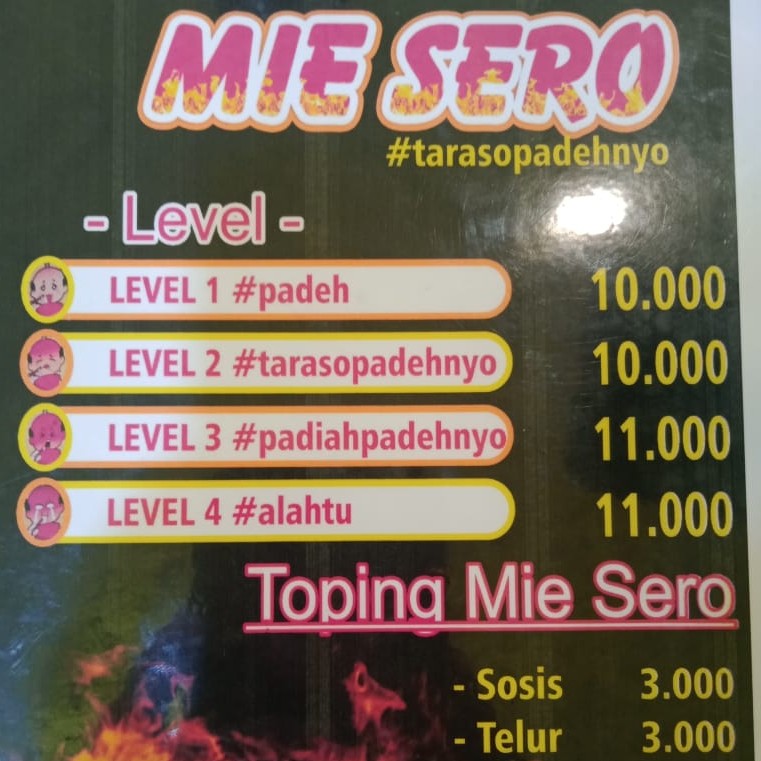 MIE SERO
#tarasopadehnyo
- Level -
LEVEL 1 #padeh 10.000
LEVEL 2 #tarasopadehnyo 10.000
LEVEL 3 #padiahpadehnyo 11.000
LEVEL 4 #alahtu 11.000
Toping Mie Sero
- Sosis 3.000
- Telur 3.000